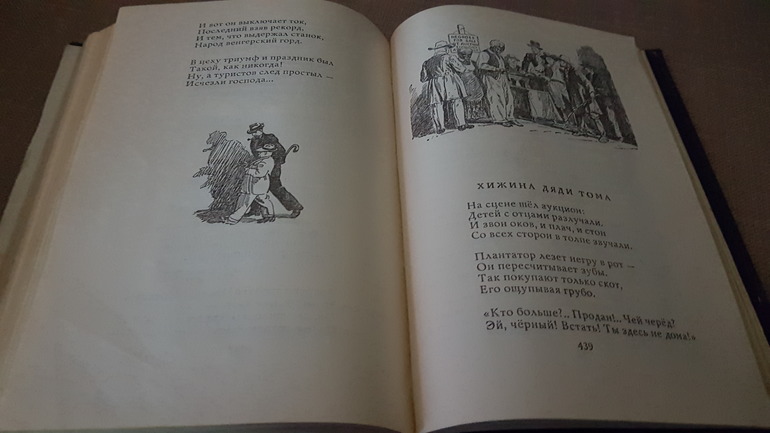 И вот он выключает ток,
Последний взяв рекорд,
И тем, что выдержал станок,
Народ венгерский горд.
В цеху триумф и праздник был
Такой, как никогда!
Ну, а туристов след простыл —
Исчезли господа...
ХИЖИНА ДЯДИ ТОМА
На сцене шёл аукцион:
Детей с отцами разлучали,
И звон оков, и плач, и стон
Со всех сторон в толпе звучали.
Плантатор лезет негру в рот —
Он пересчитывает зубы.
Так покупают только скот,
Его ощупывая грубо.
«Кто больше?.. Продан!.. Чей черёд?
Эй, чёрный! Встать! Ты здесь не дома!»
439